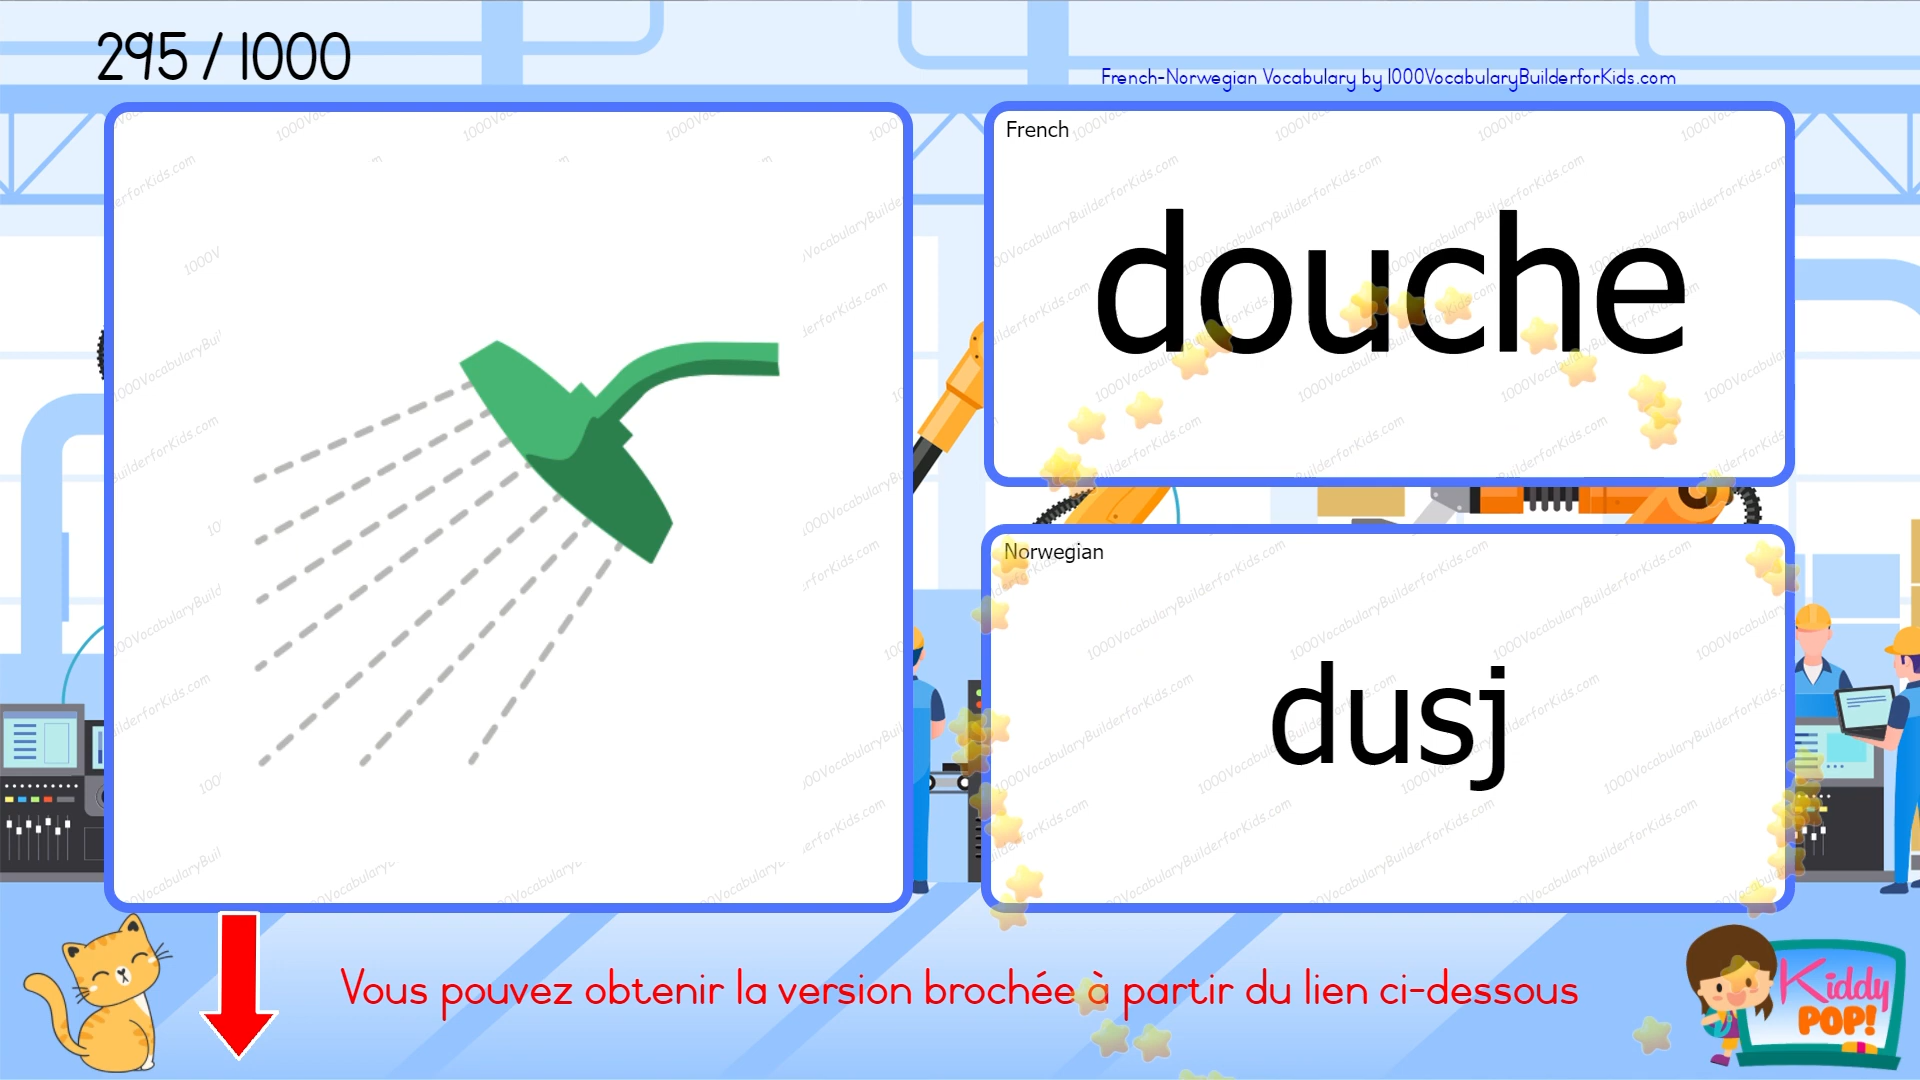 295 / 1000
French-Norwegian Vocabulary by 1000VocabularyBuilderforKids.com
French
douche
Norwegian
dusj
Vous pouvez obtenir la version brochée à partir du lien ci-dessous
Kiddy
POP!